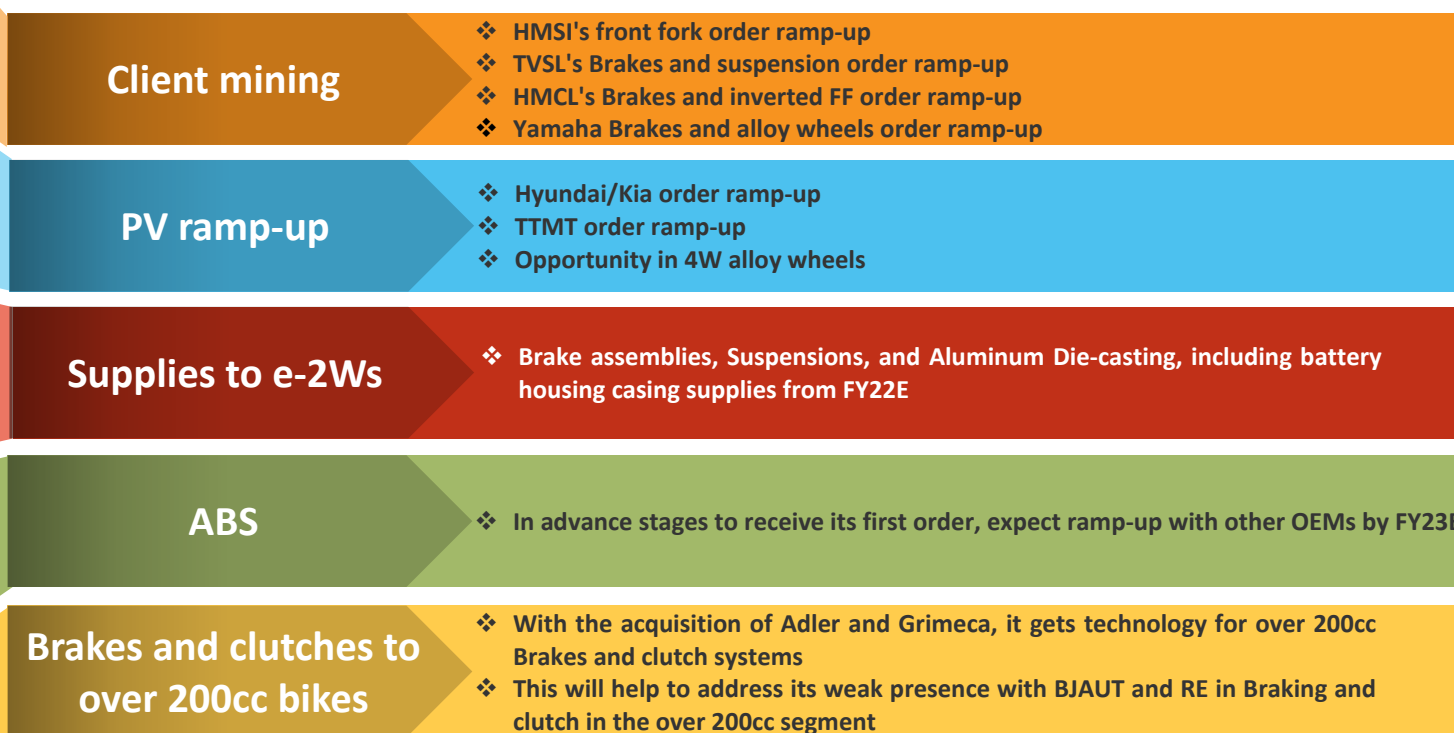 Client mining
❖ HMSI's front fork order ramp-up
❖ TVSL's Brakes and suspension order ramp-up
❖ HMCL's Brakes and inverted FF order ramp-up
❖ Yamaha Brakes and alloy wheels order ramp-up
PV ramp-up
❖ Hyundai/Kia order ramp-up
❖ TTMT order ramp-up
❖ Opportunity in 4W alloy wheels
Supplies to e-2Ws
❖ Brake assemblies, Suspensions, and Aluminum Die-casting, including battery
housing casing supplies from FY22E
ABS
❖ In advance stages to receive its first order, expect ramp-up with other OEMs by FY23E
Brakes and clutches to
over 200cc bikes
❖ With the acquisition of Adler and Grimeca, it gets technology for over 200cc
Brakes and clutch systems
❖ This will help to address its weak presence with BJAUT and RE in Braking and
clutch in the over 200cc segment